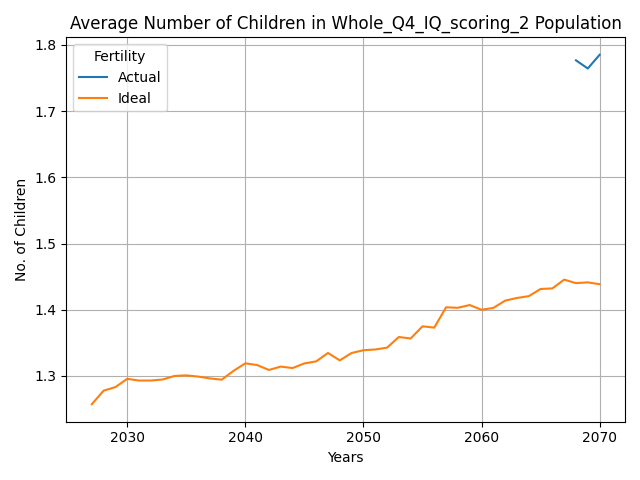 Average Number of Children in Whole_Q4_IQ_scoring_2 Population
Fertility
Actual
Ideal
1.8
1.7
1.6
1.5
1.4
1.3
No. of Children
2030
2040
2050
2060
2070
Years